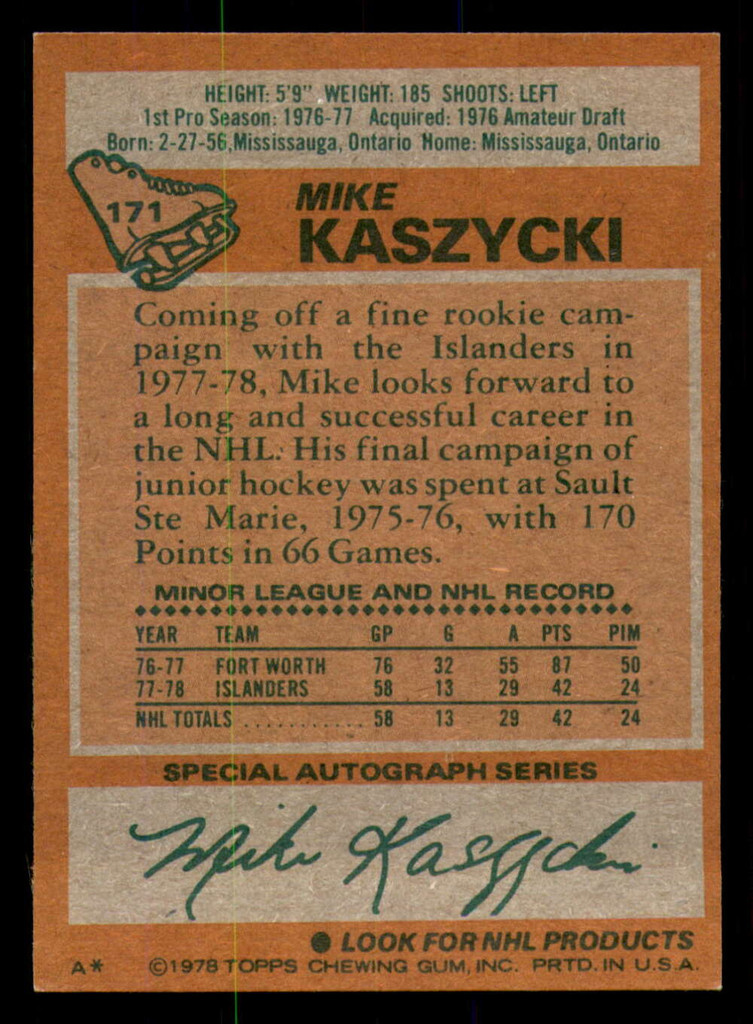 HEIGHT: 5'9" WEIGHT: 185 SHOOTS: LEFT
1st Pro Season: 1976-77 Acquired: 1976 Amateur Draft
Born: 2-27-56, Mississauga, Ontario Home: Mississauga, Ontario
171
MIKE
KASZYCKI
Coming off a fine rookie cam-
paign with the Islanders in
1977-78, Mike looks forward to
a long and successful career in
the NHL. His final campaign of
junior hockey was spent at Sault
Ste Marie, 1975-76, with 170
Points in 66 Games.
MINOR LEAGUE AND NHL RECORD
YEAR TEAM GP G A PTS PIM
76-77 FORT WORTH 76 32 55 87 50
77-78 ISLANDERS 58 13 29 42 24
NHL TOTALS ............ 58 13 29 42 24
SPECIAL AUTOGRAPH SERIES
Mike Kaszycki
● LOOK FOR NHL PRODUCTS
A* ©1978 TOPPS CHEWING GUM, INC. PRTD. IN U.S.A.